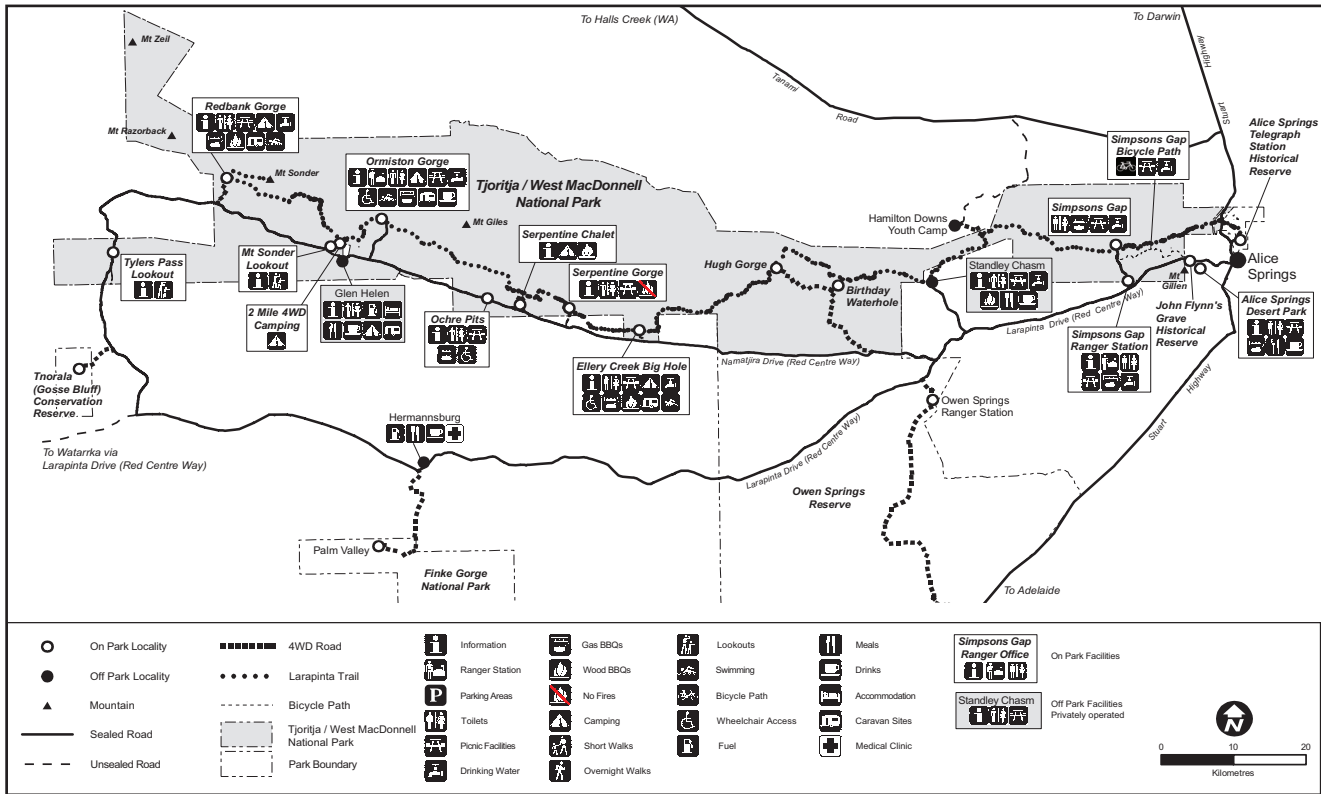 To Halls Creek (WA)
To Darwin
Mt Zeil
Highway
Stuart
Tanami
Road
Redbank Gorge
Mt Razorback
Mt Sonder
Ormiston Gorge
Tjoritja / West MacDonnell
National Park
Mt Giles
Simpsons Gap
Bicycle Path
Alice Springs
Telegraph
Station
Historical
Reserve
Simpsons Gap
Hamilton Downs
Youth Camp
Serpentine Chalet
Tylers Pass
Lookout
Mt Sonder
Lookout
Glen Helen
2 Mile 4WD
Camping
Ochre Pits
Serpentine Gorge
Hugh Gorge
Birthday
Waterhole
Standley Chasm
Mt
Gillen
Alice
Springs
John Flynn's
Grave
Historical
Reserve
Alice Springs
Desert Park
Larapinta Drive (Red Centre Way)
Simpsons Gap
Ranger Station
Ellery Creek Big Hole
Namatjira Drive (Red Centre Way)
Tnorala
(Gosse Bluff)
Conservation
Reserve
Hermannsburg
To Watarrka via
Larapinta Drive (Red Centre Way)
Larapinta Drive (Red Centre Way)
Owen Springs
Ranger Station
Highway
Stuart
Owen Springs
Reserve
Palm Valley
Finke Gorge
National Park
To Adelaide
On Park Locality
Off Park Locality
Mountain
Sealed Road
Unsealed Road
4WD Road
Larapinta Trail
Bicycle Path
Tjoritja / West MacDonnell
National Park
Park Boundary
Information
Ranger Station
P Parking Areas
Toilets
Picnic Facilities
Drinking Water
Gas BBQs
Wood BBQs
No Fires
Camping
Short Walks
Overnight Walks
Lookouts
Swimming
Bicycle Path
Wheelchair Access
Fuel
Meals
Drinks
Accommodation
Caravan Sites
Medical Clinic
Simpsons Gap
Ranger Office
On Park Facilities
Standley Chasm
Off Park Facilities
Privately operated
N
0 10 20
Kilometres